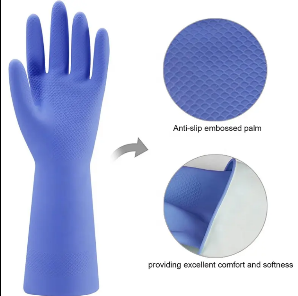 Anti-slip embossed palm
providing excellent comfort and softness